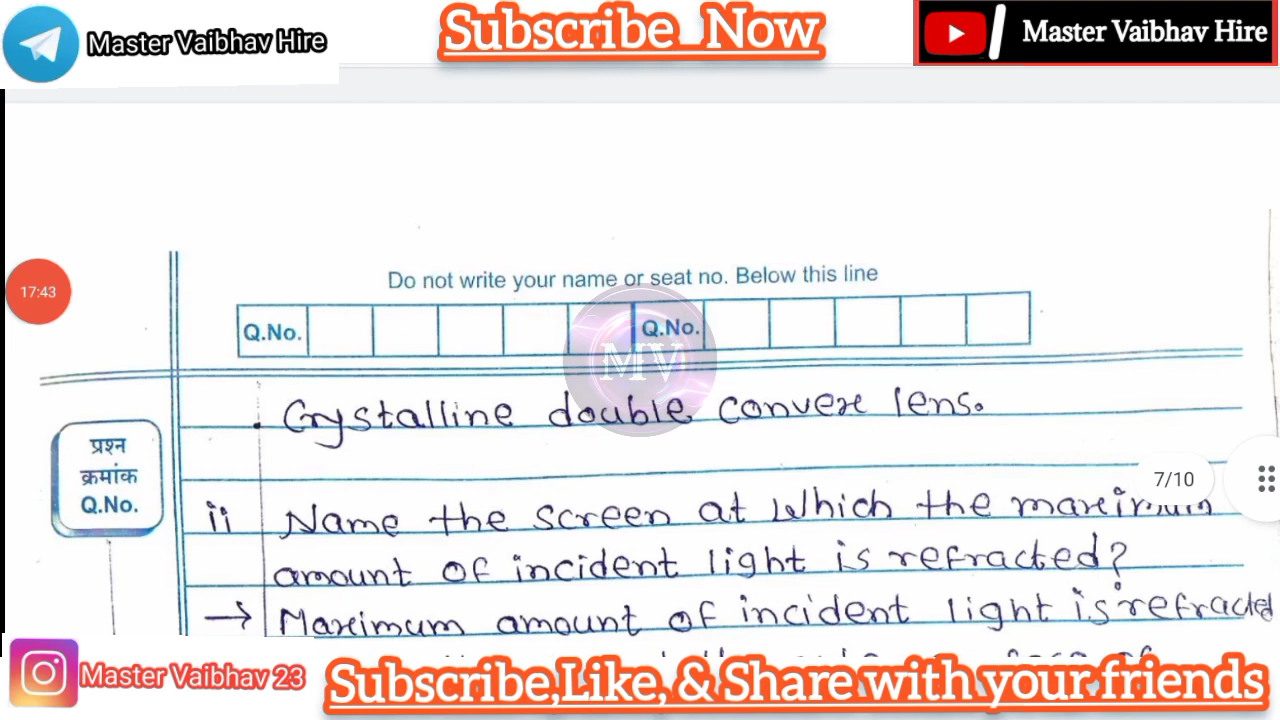 Master Vaibhav Hire
Subscribe Now
Master Vaibhav Hire
Do not write your name or seat no. Below this line
17:43
Q.No. Q.No.
MV
Crystalline double convex lens.
प्रश्न
क्रमांक
Q.No.
7/10
ii Name the screen at which the maximum
amount of incident light is refracted?
→ Maximum amount of incident light is refracted
Master Vaibhav 23
Subscribe,Like, & Share with your friends